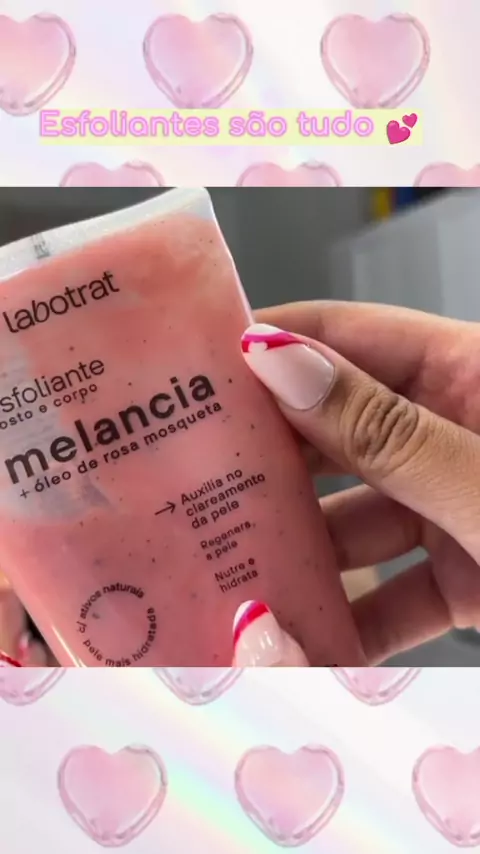 Esfoliantes são tudo 💕
labotrat
sfoliante
osto e corpo
melancia
+ óleo de rosa mosqueta
→ Auxilia no
clareamento
da pele
Regenera
a pele
Nutre e
hidrata
c/ ativos naturais
pele mais hidratada